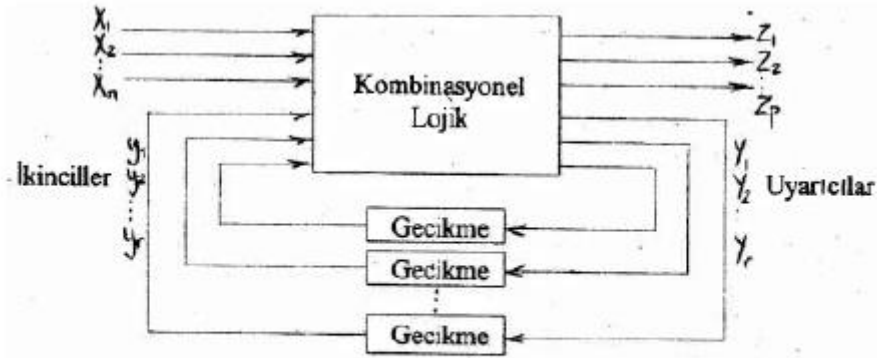 X1
X2
Xn
Kombinasyonel
Lojik
Z1
Z2
Zp
İkinciller
y1
y2
yr
Y1
Y2
Yr
Uyarıcılar
Gecikme
Gecikme
Gecikme